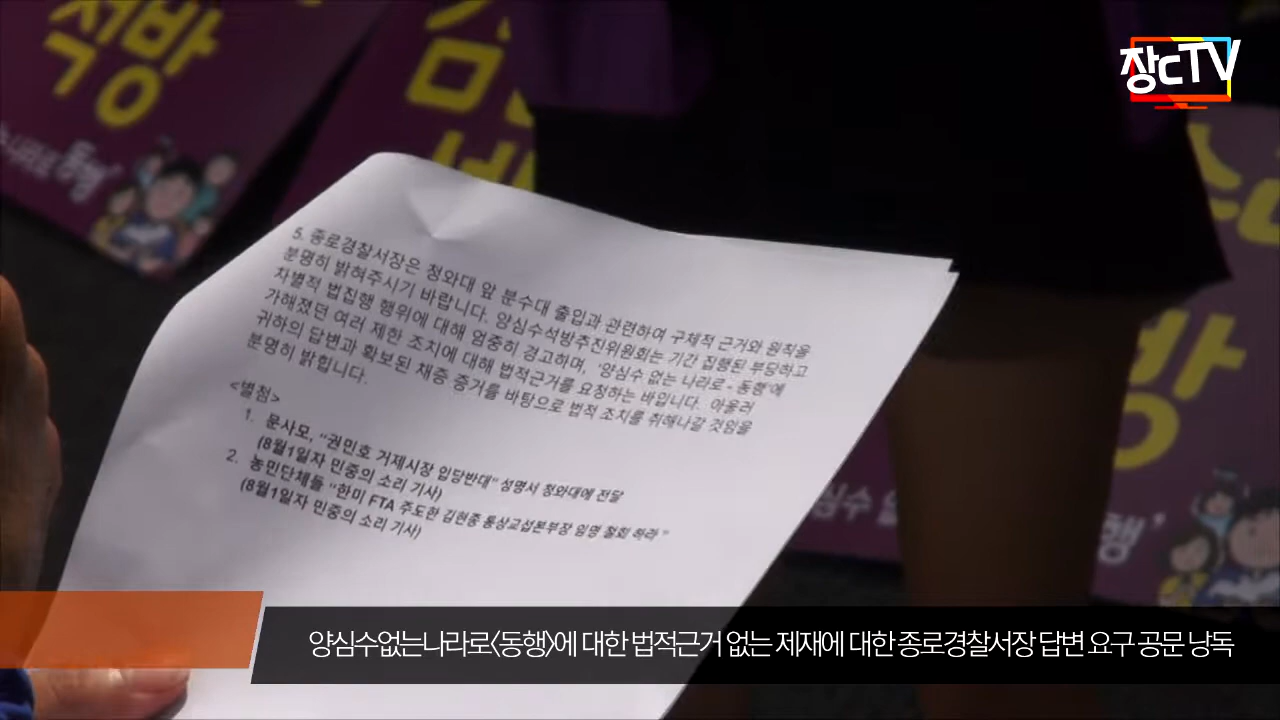 석방
나라로 '동행'
장CTV
5. 종로경찰서장은 청와대 앞 분수대 출입과 관련하여 구체적 근거와 원칙을
분명히 밝혀주시기 바랍니다. 양심수석방추진위원회는 기간 집행된 부당하고
차별적 법집행 행위에 대해 엄중히 경고하며, '양심수 없는 나라로 - 동행'에
가해졌던 여러 제한 조치에 대해 법적근거를 요청하는 바입니다. 아울러
귀하의 답변과 확보된 채증 증거를 바탕으로 법적 조치를 취해나갈 것임을
분명히 밝힙니다.
<별첨>
1. 문사모, "권민호 거제시장 입당반대" 성명서 청와대에 전달
(8월1일자 민중의 소리 기사)
2. 농민단체들 "한미 FTA 주도한 김현종 통상교섭본부장 임명 철회 하라"
(8월1일자 민중의 소리 기사)
방
심수
행'
양심수없는나라로<동행>에 대한 법적근거 없는 제재에 대한 종로경찰서장 답변 요구 공문 낭독